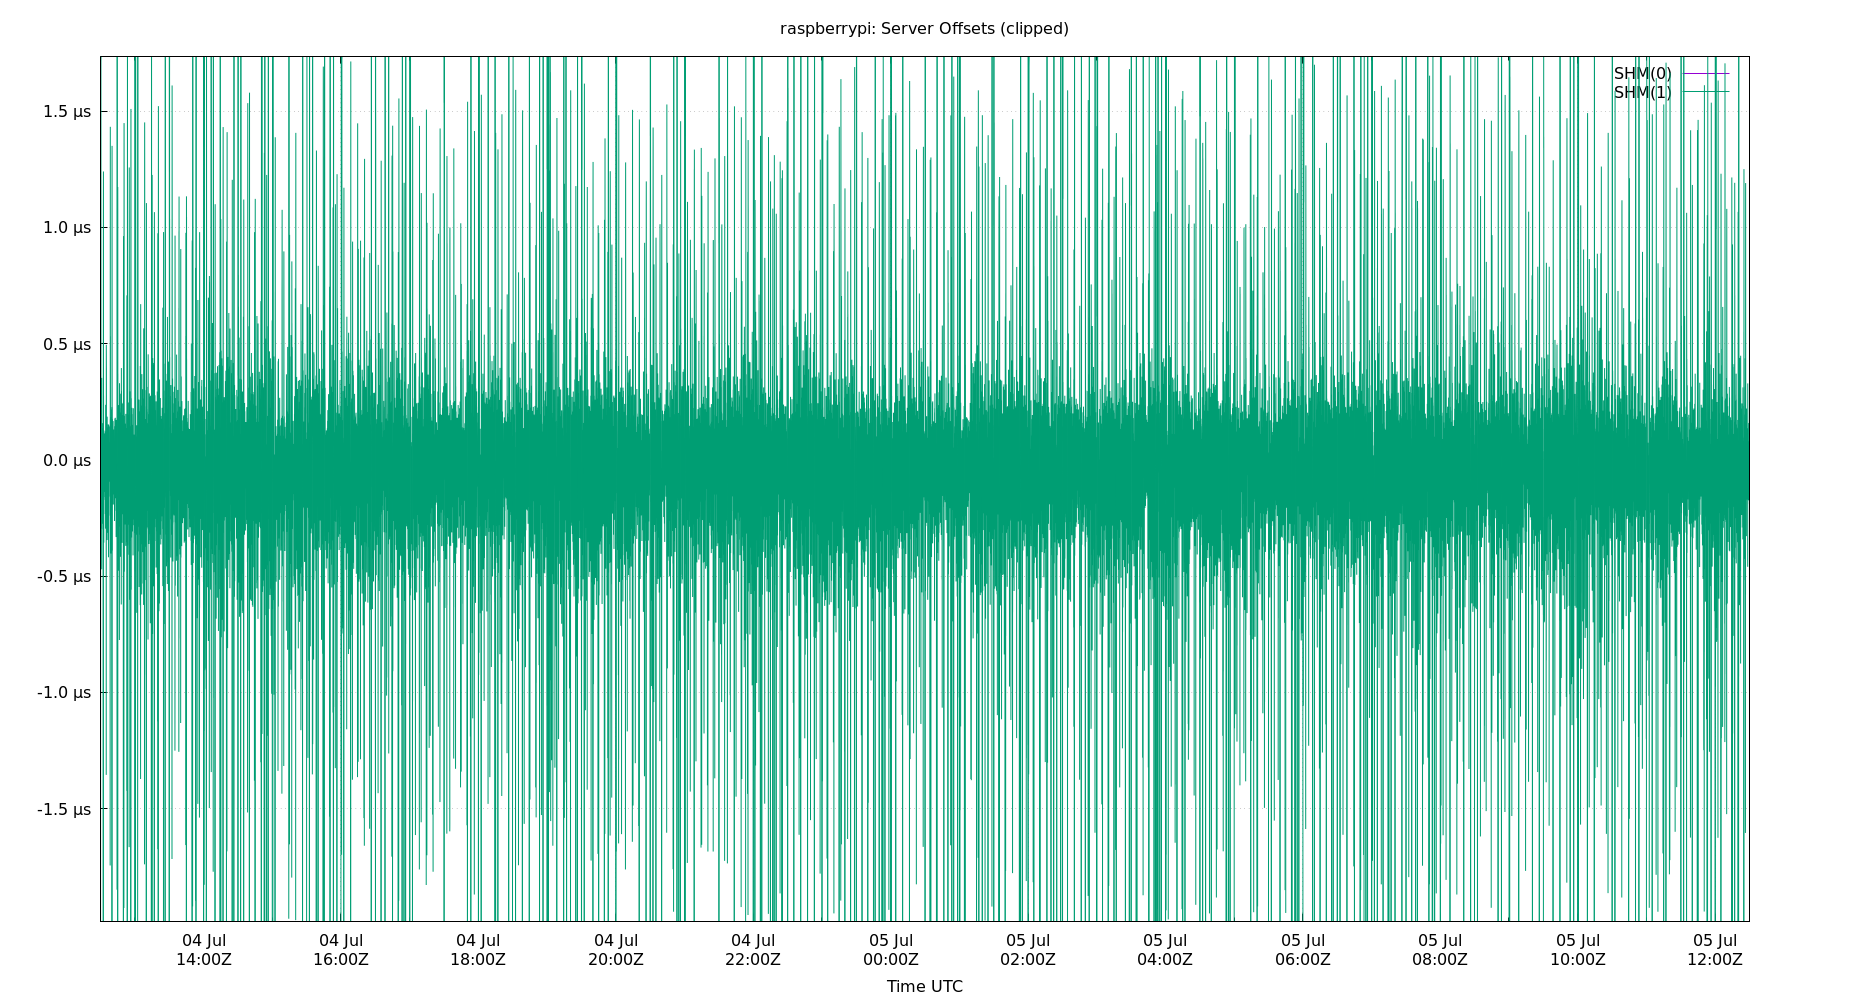 raspberrypi: Server Offsets (clipped)
SHM(0)
SHM(1)
1.5 µs
1.0 µs
0.5 µs
0.0 µs
-0.5 µs
-1.0 µs
-1.5 µs
04 Jul 04 Jul 04 Jul 04 Jul 04 Jul 05 Jul 05 Jul 05 Jul 05 Jul 05 Jul 05 Jul 05 Jul
14:00Z 16:00Z 18:00Z 20:00Z 22:00Z 00:00Z 02:00Z 04:00Z 06:00Z 08:00Z 10:00Z 12:00Z
Time UTC